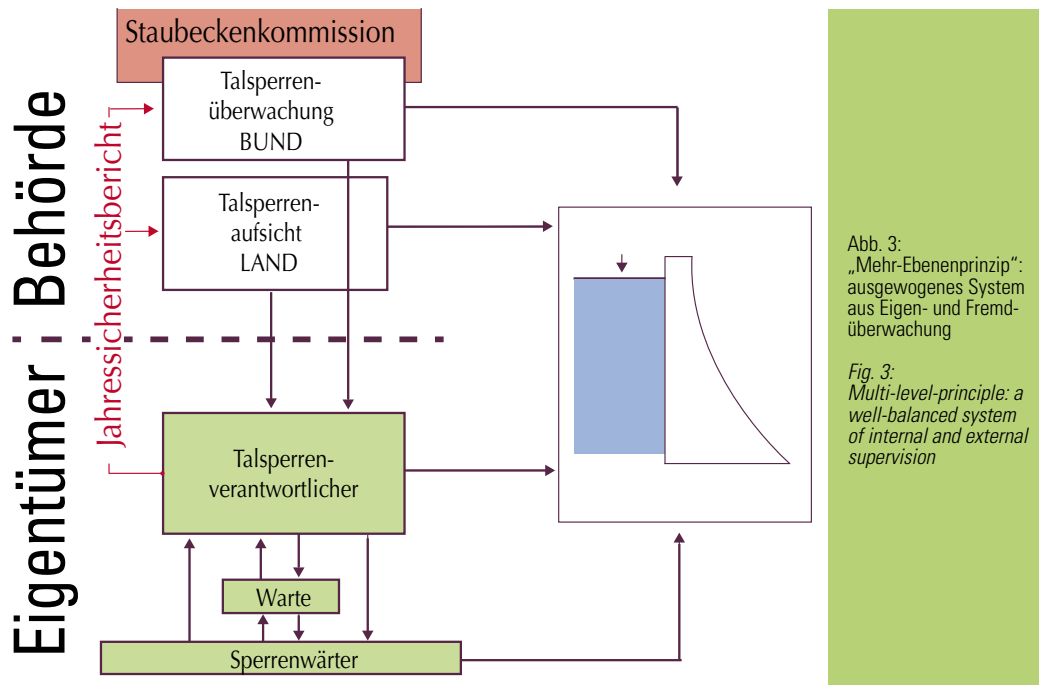 Staubeckenkommission
Talsperren-
überwachung
BUND
Talsperren-
aufsicht
LAND
Behörde
Jahressicherheitsbericht
Eigentümer
Talsperren-
verantwortlicher
Warte
Sperrenwärter
Abb. 3:
„Mehr-Ebenenprinzip“:
ausgewogenes System
aus Eigen- und Fremd-
überwachung
Fig. 3:
Multi-level-principle: a
well-balanced system
of internal and external
supervision